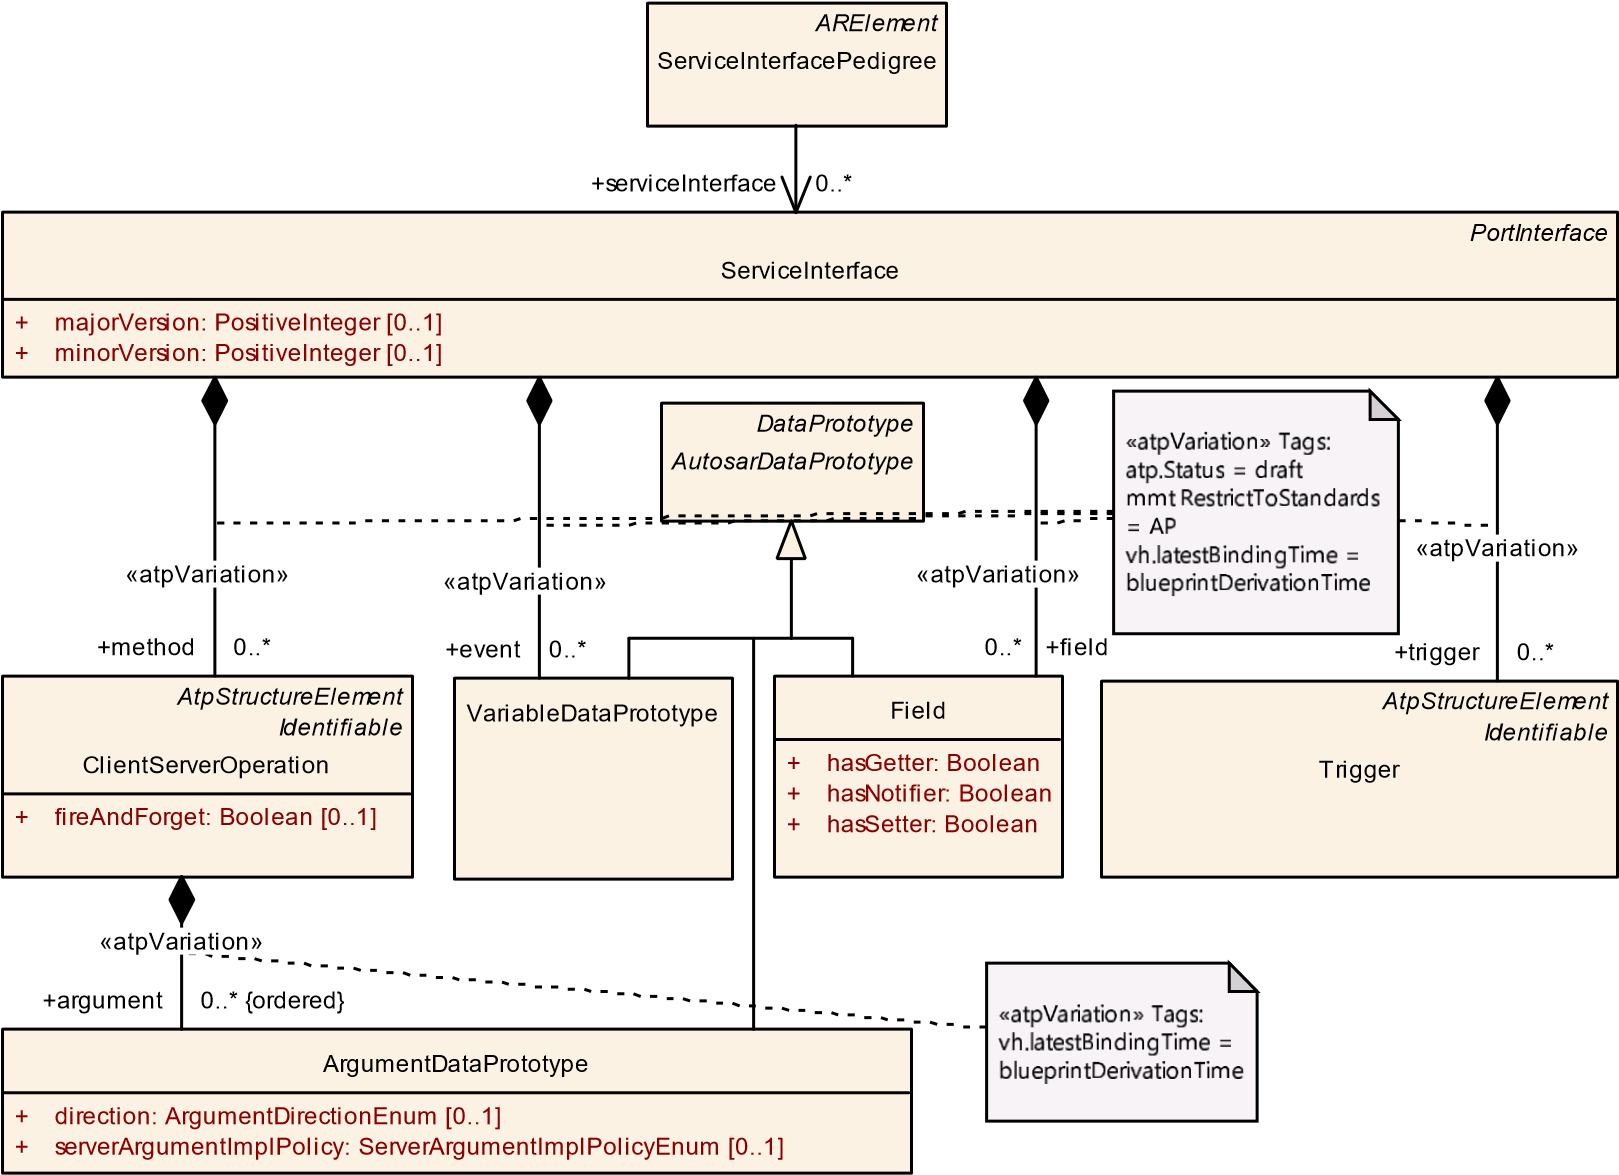 ARElement
ServiceInterfacePedigree
+serviceInterface 0..*
PortInterface
ServiceInterface
+ majorVersion: PositiveInteger [0..1]
+ minorVersion: PositiveInteger [0..1]
DataPrototype
AutosarDataPrototype
«atpVariation» Tags:
atp.Status = draft
mmt RestrictToStandards
= AP
vh.latestBindingTime =
blueprintDerivationTime
«atpVariation»
«atpVariation»
«atpVariation»
«atpVariation»
+method 0..*
+event 0..*
0..* +field
+trigger 0..*
AtpStructureElement
Identifiable
ClientServerOperation
+ fireAndForget: Boolean [0..1]
VariableDataPrototype
Field
+ hasGetter: Boolean
+ hasNotifier: Boolean
+ hasSetter: Boolean
AtpStructureElement
Identifiable
Trigger
«atpVariation»
+argument 0..* {ordered}
«atpVariation» Tags:
vh.latestBindingTime =
blueprintDerivationTime
ArgumentDataPrototype
+ direction: ArgumentDirectionEnum [0..1]
+ serverArgumentImplPolicy: ServerArgumentImplPolicyEnum [0..1]